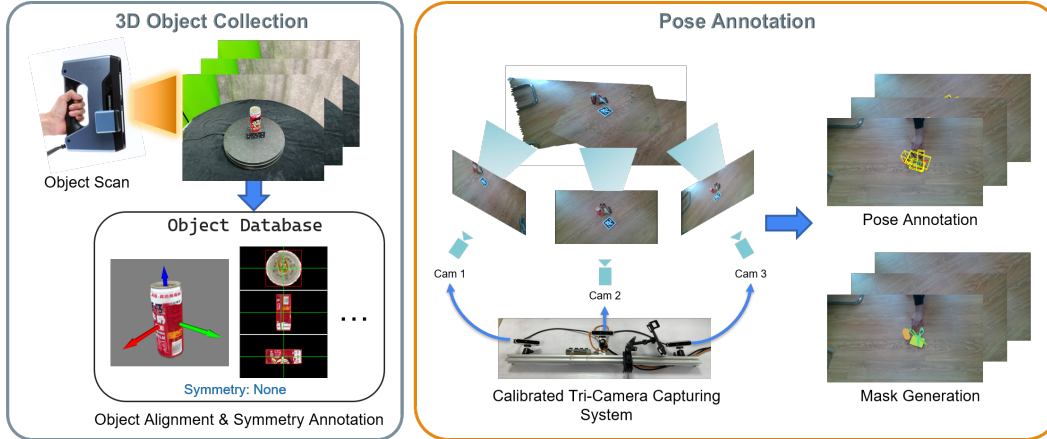 3D Object Collection
Object Scan
Object Database
Symmetry: None
...
Object Alignment & Symmetry Annotation
Pose Annotation
Cam 1
Cam 2
Cam 3
Calibrated Tri-Camera Capturing
System
Pose Annotation
Mask Generation